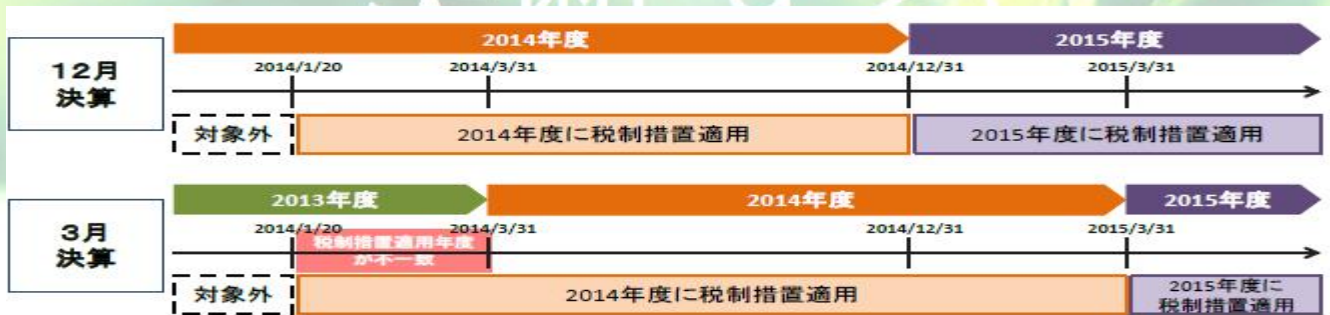 2014年度
2015年度
12月
決算
2014/1/20
2014/3/31
2014/12/31
2015/3/31
対象外
2014年度に税制措置適用
2015年度に税制措置適用
2013年度
2014年度
2015年度
3月
決算
2014/1/20
2014/3/31
2014/12/31
2015/3/31
税制措置適用年度
が不一致
対象外
2014年度に税制措置適用
2015年度に
税制措置適用